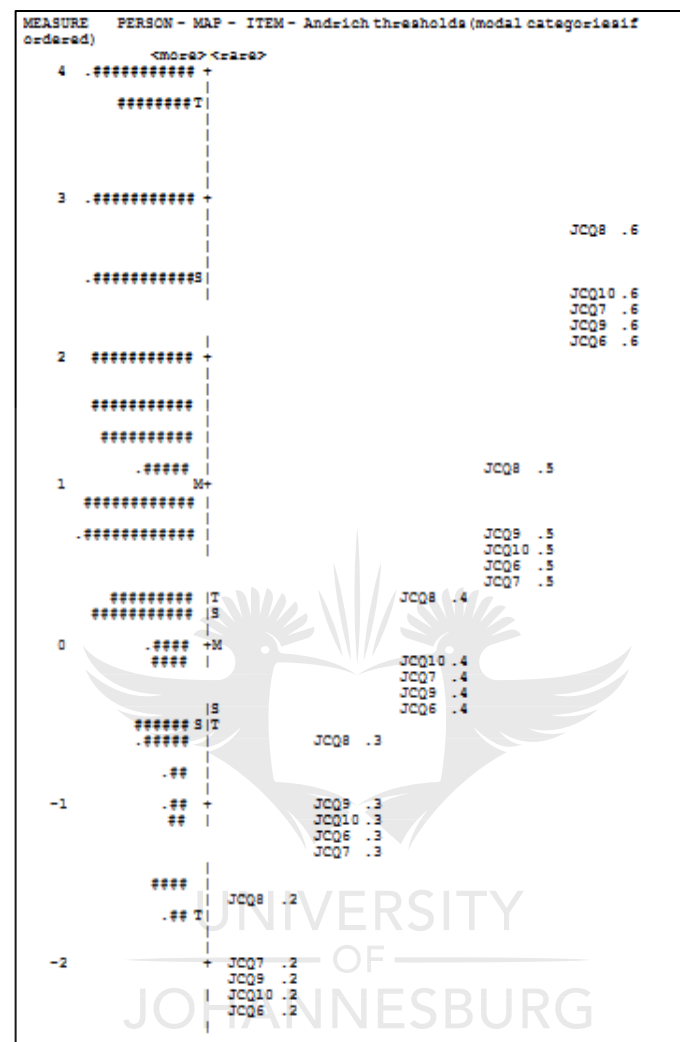 MEASURE    PERSON - MAP - ITEM - Andrich thresholds (modal categories if
ordered)
               <more> <rare>
   4  .########### +
                   |
         ######## T|
                   |
                   |
                   |
                   |
                   |
   3  .########### +
                   |
                   |                                   JCQ8  .6
                   |
                   |
      .###########S|
                   |                                   JCQ10 .6
                                                       JCQ7  .6
                                                       JCQ9  .6
                   |                                   JCQ6  .6
   2   ########### +
                   |
                   |
       ########### |
                   |
        ########## |
                   |
           .#####  |                          JCQ8  .5
   1              M+
      ############ |
                   |
     .############ |                          JCQ9  .5
                   |                          JCQ10 .5
                                              JCQ6  .5
                                              JCQ7  .5
         ######### |T                 JCQ8  .4
       ########### |S
                   |
   0         .#### +M
              #### |                  JCQ10 .4
                                      JCQ7  .4
                                      JCQ9  .4
                   |S                 JCQ6  .4
           ###### S|T
           .#####  |         JCQ8  .3
                   |
              .##  |
                   |
  -1          .##  +         JCQ9  .3
               ##  |         JCQ10 .3
                             JCQ6  .3
                             JCQ7  .3
                   |
             ####  |
                   | JCQ8  .2
              .## T|
                   |
                   |
  -2               + JCQ7  .2
                     JCQ9  .2
                   | JCQ10 .2
                     JCQ6  .2
                   |
UNIVERSITY
OF
JOHANNESBURG